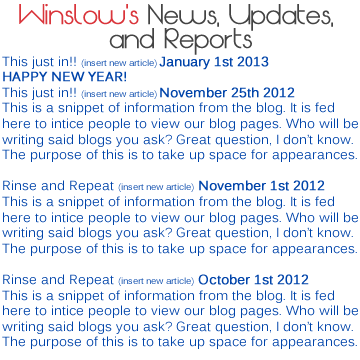 Winslow's News, Updates,
and Reports
This just in!! (insert new article) January 1st 2013
HAPPY NEW YEAR!
This just in!! (insert new article) November 25th 2012
This is a snippet of information from the blog. It is fed
here to intice people to view our blog pages. Who will be
writing said blogs you ask? Great question, I don't know.
The purpose of this is to take up space for appearances.
Rinse and Repeat (insert new article) November 1st 2012
This is a snippet of information from the blog. It is fed
here to intice people to view our blog pages. Who will be
writing said blogs you ask? Great question, I don't know.
The purpose of this is to take up space for appearances.
Rinse and Repeat (insert new article) October 1st 2012
This is a snippet of information from the blog. It is fed
here to intice people to view our blog pages. Who will be
writing said blogs you ask? Great question, I don't know.
The purpose of this is to take up space for appearances.